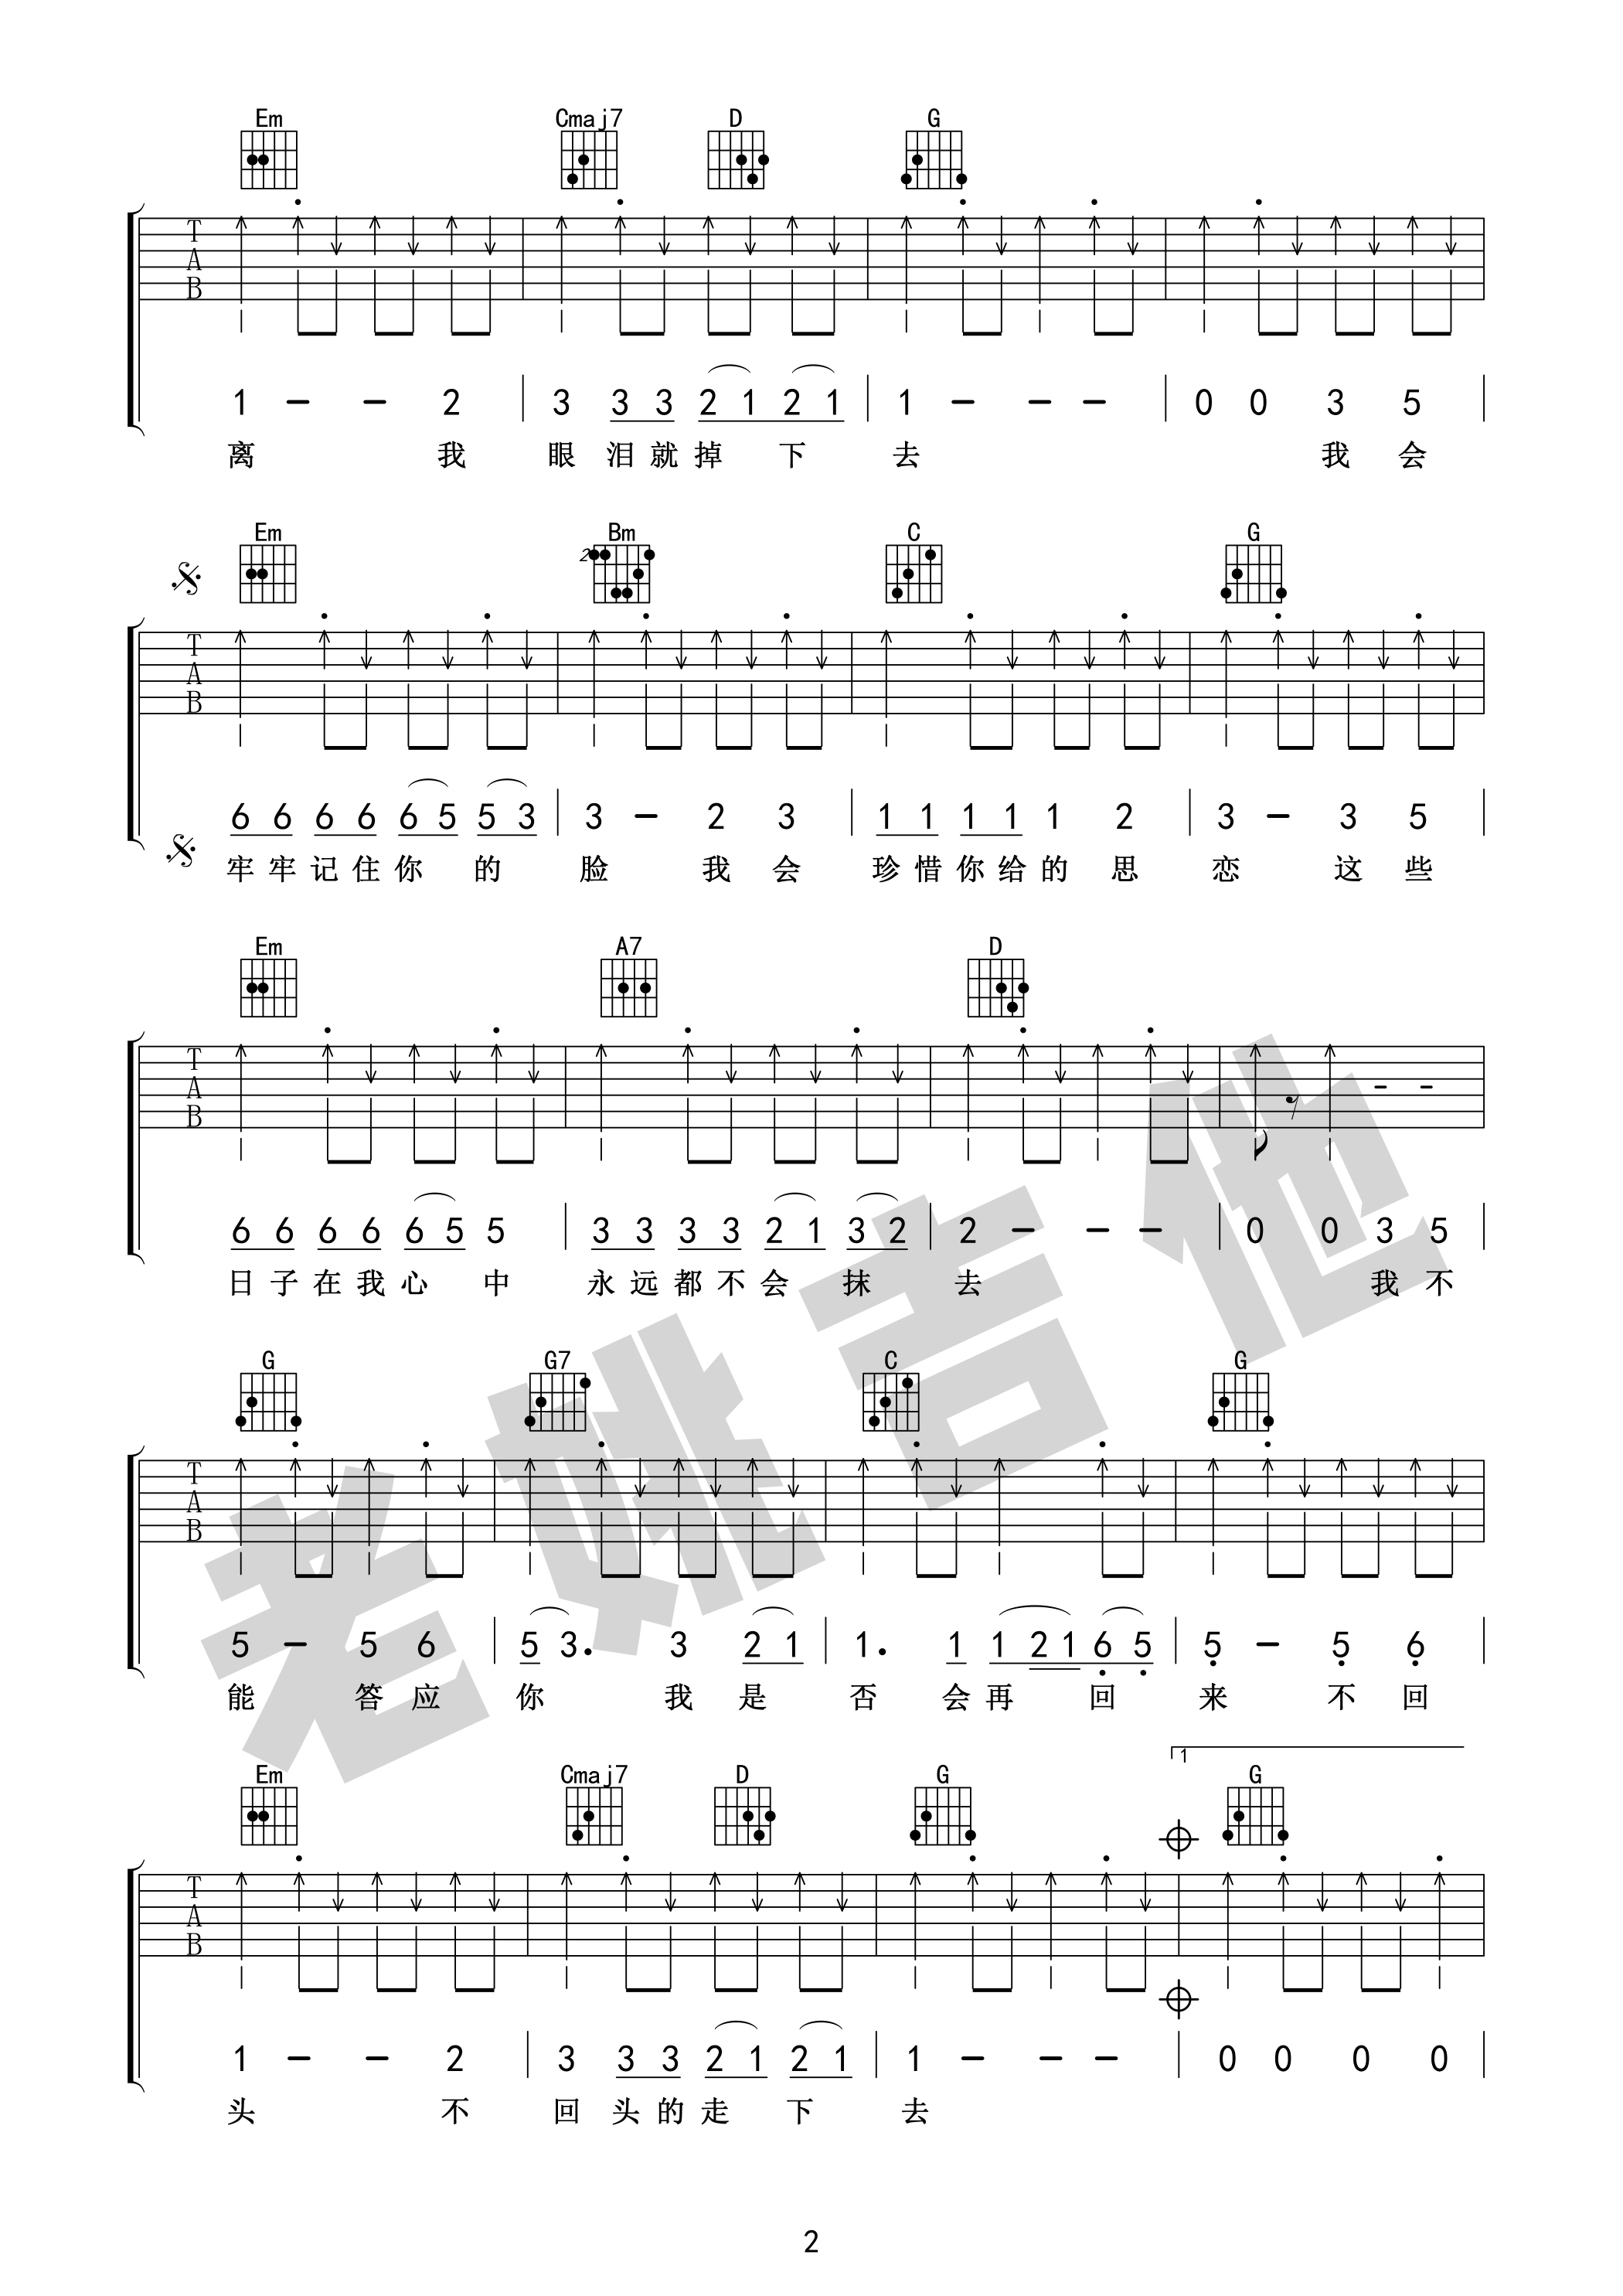 Em Cmaj7 D G
T
A
B
1 - - 2 | 3 3 3 2 1 2 1 | 1 - - - | 0 0 3 5 |
离 我 眼 泪 就 掉 下 去 我 会
Em Bm C G
2
T
A
B
6 6 6 6 6 5 5 3 | 3 - 2 3 | 1 1 1 1 1 2 | 3 - 3 5 |
牢 牢 记 住 你 的 脸 我 会 珍 惜 你 给 的 思 恋 这 些
Em A7 D
T
A
B
6 6 6 6 6 5 5 | 3 3 3 3 2 1 3 2 | 2 - - - | 0 0 3 5 |
日 子 在 我 心 中 永 远 都 不 会 抹 去 我 不
G G7 C G
T
A
B
5 - 5 6 | 5 3. 3 2 1 | 1. 1 1 2 1 6 5 | 5 - 5 6 |
能 答 应 你 我 是 否 会 再 回 来 不 回
1
Em Cmaj7 D G G
T
A
B
1 - - 2 | 3 3 3 2 1 2 1 | 1 - - - | 0 0 0 0 |
头 不 回 头 的 走 下 去
老姚吉他
2